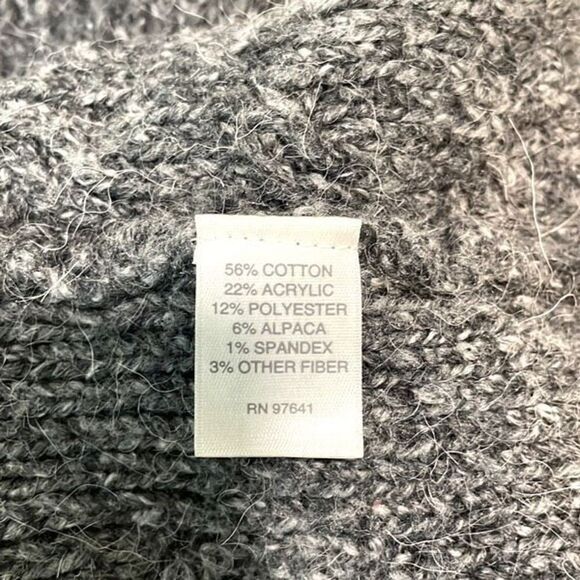 56% COTTON
22% ACRYLIC
12% POLYESTER
6% ALPACA
1% SPANDEX
3% OTHER FIBER
RN 97641